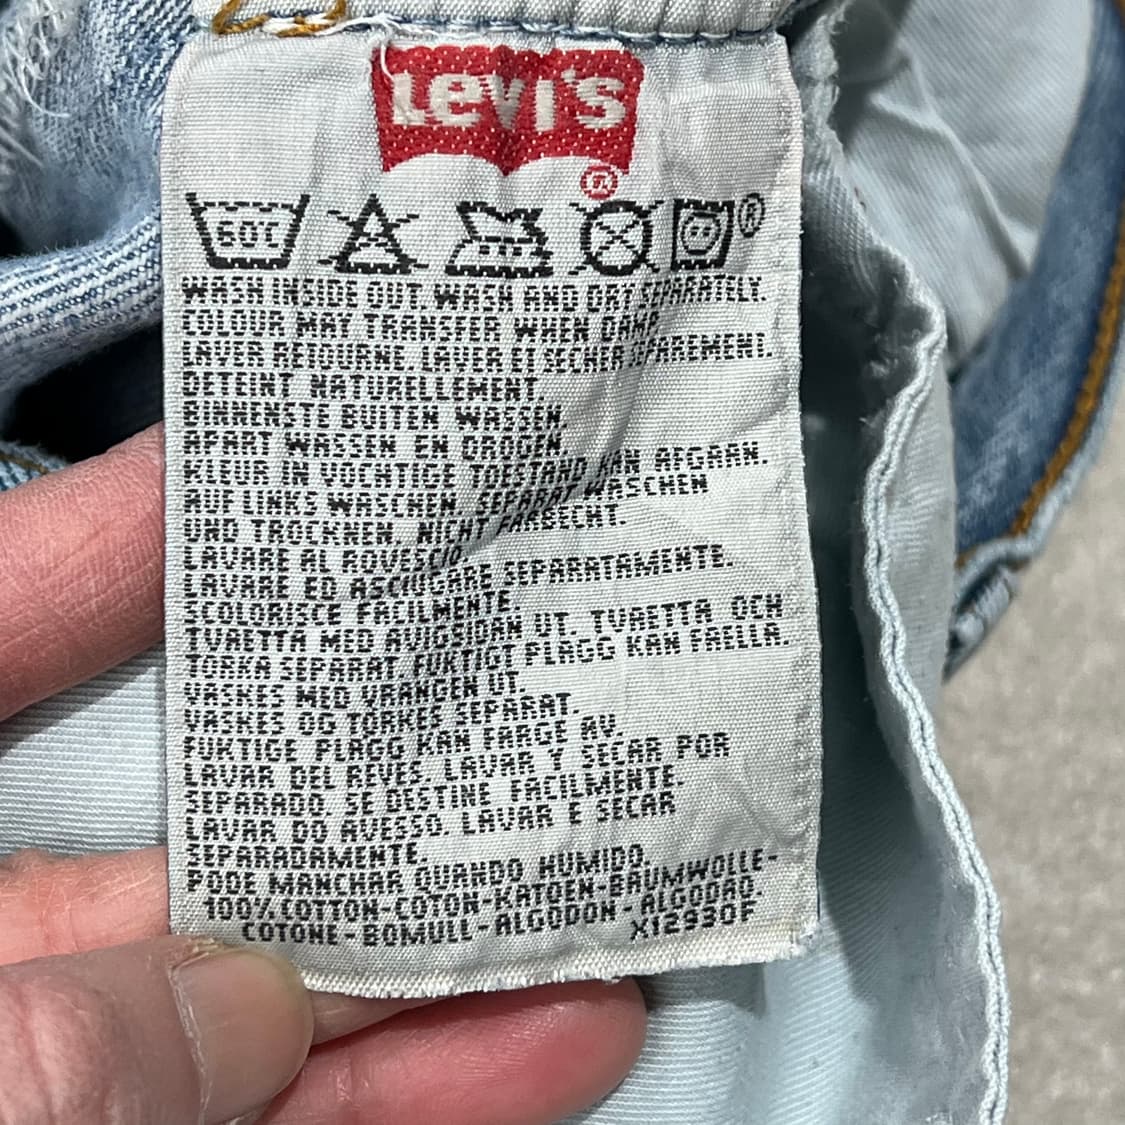 LEVI'S
®
60C ®
WASH INSIDE OUT. WASH AND DRY SEPARATELY.
COLOUR MAY TRANSFER WHEN DAMP.
LAVER RETOURNE. LAVER ET SECHER SEPAREMENT.
DETEINT NATURELLEMENT.
BINNENSTE BUITEN WASSEN.
APART WASSEN EN DROGEN.
KLEUR IN VOCHTIGE TOESTAND KAN AFGAAN.
AUF LINKS WASCHEN. SEPARAT WASCHEN
UND TROCKNEN. NICHT FARBECHT.
LAVARE AL ROVESCIO.
LAVARE ED ASCIUGARE SEPARATAMENTE.
SCOLORISCE FACILMENTE.
TVAETTA MED AVIGSIDAN UT. TVAETTA OCH
TORKA SEPARAT. FUKTIGT PLAGG KAN FAELLA.
VASKES MED VRANGEN UT.
VASKES OG TORKES SEPARAT.
FUKTIGE PLAGG KAN FARGE AV.
LAVAR DEL REVES. LAVAR Y SECAR POR
SEPARADO. SE DESTINE FACILMENTE.
LAVAR DO AVESSO. LAVAR E SECAR
SEPARADAMENTE.
PODE MANCHAR QUANDO HUMIDO.
100% COTTON-COTON-KATOEN-BAUMWOLLE-
COTONE-BOMULL-ALGODON-ALGODAO.
X12930F